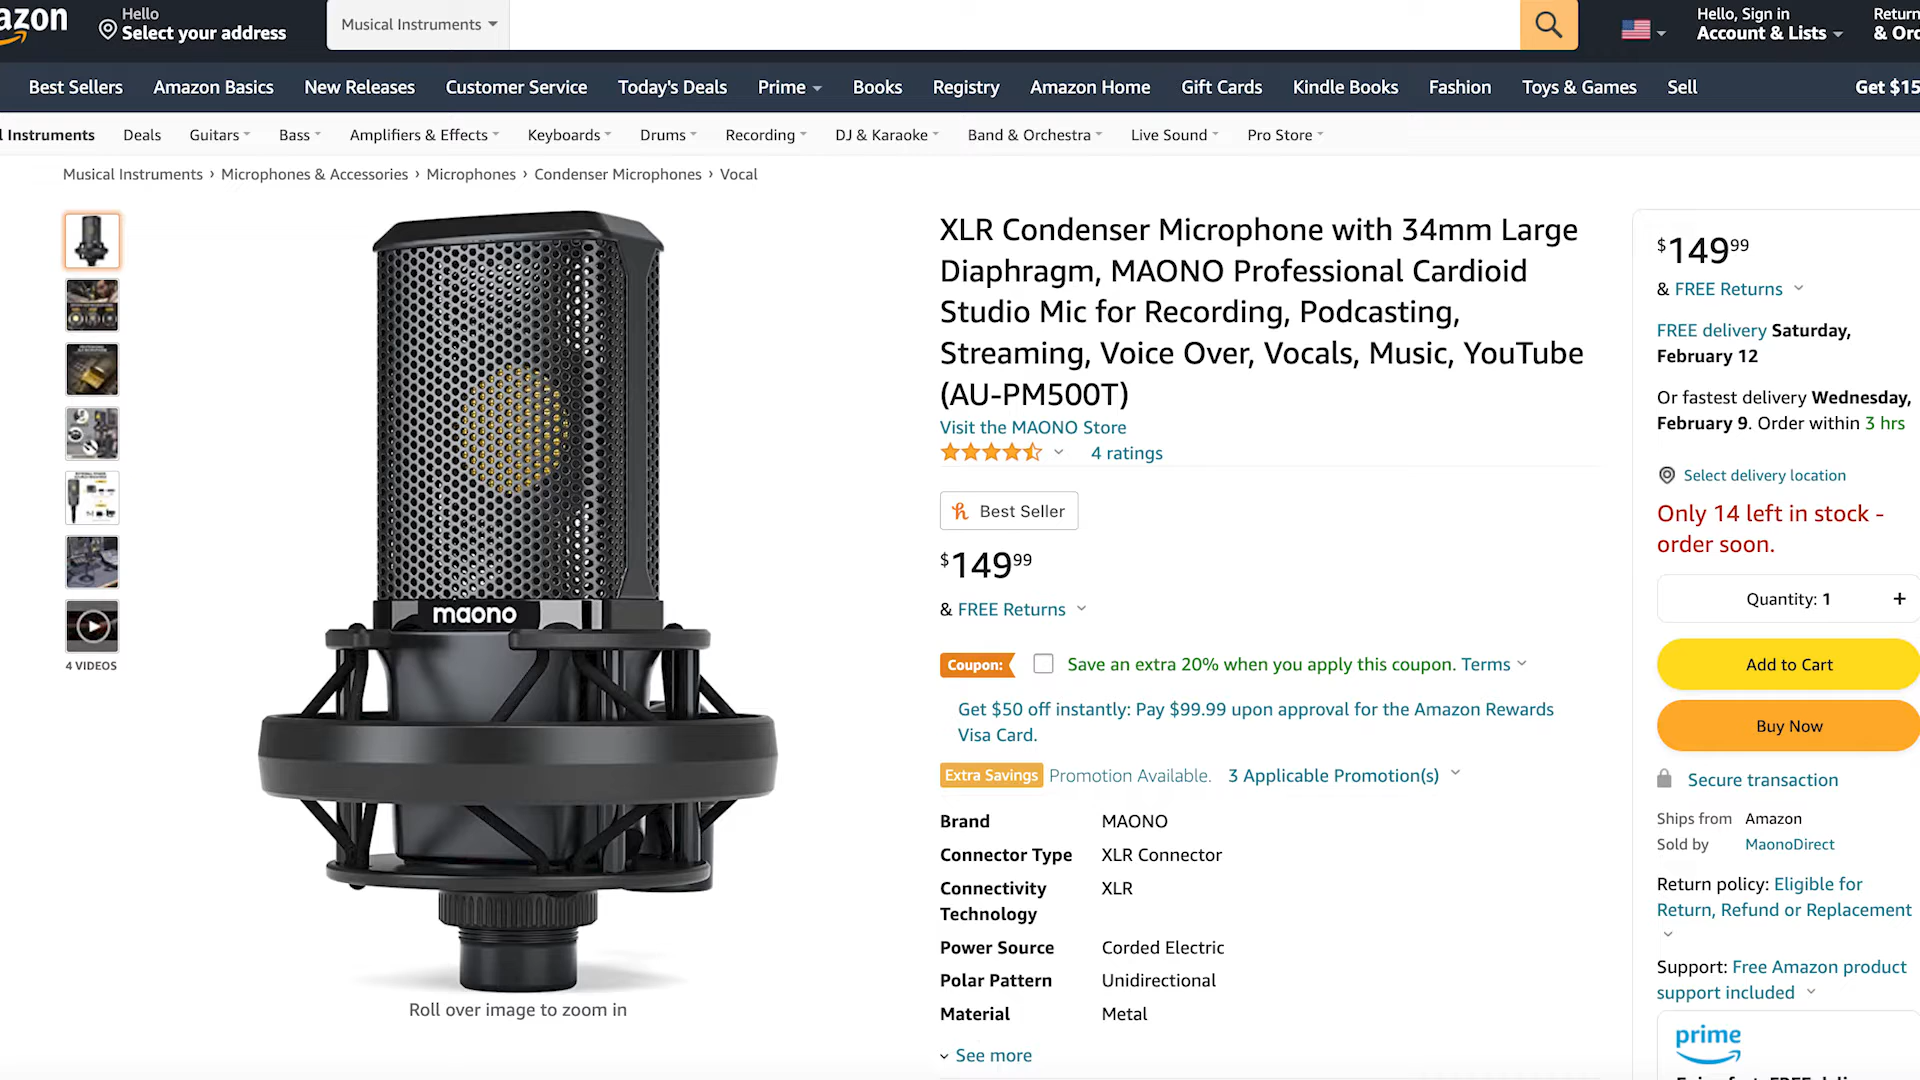 azon
Hello
Select your address
Musical Instruments
Hello, Sign in
Account & Lists
Return
& Ord
Best Sellers
Amazon Basics
New Releases
Customer Service
Today's Deals
Prime
Books
Registry
Amazon Home
Gift Cards
Kindle Books
Fashion
Toys & Games
Sell
Get $15
l Instruments
Deals
Guitars
Bass
Amplifiers & Effects
Keyboards
Drums
Recording
DJ & Karaoke
Band & Orchestra
Live Sound
Pro Store
Musical Instruments › Microphones & Accessories › Microphones › Condenser Microphones › Vocal
4 VIDEOS
maono
Roll over image to zoom in
XLR Condenser Microphone with 34mm Large
Diaphragm, MAONO Professional Cardioid
Studio Mic for Recording, Podcasting,
Streaming, Voice Over, Vocals, Music, YouTube
(AU-PM500T)
Visit the MAONO Store
4 ratings
Best Seller
$14999
& FREE Returns
Coupon: Save an extra 20% when you apply this coupon. Terms
Get $50 off instantly: Pay $99.99 upon approval for the Amazon Rewards
Visa Card.
Extra Savings Promotion Available. 3 Applicable Promotion(s)
Brand MAONO
Connector Type XLR Connector
Connectivity XLR
Technology
Power Source Corded Electric
Polar Pattern Unidirectional
Material Metal
See more
$14999
& FREE Returns
FREE delivery Saturday,
February 12
Or fastest delivery Wednesday,
February 9. Order within 3 hrs
Select delivery location
Only 14 left in stock -
order soon.
Quantity: 1 +
Add to Cart
Buy Now
Secure transaction
Ships from Amazon
Sold by MaonoDirect
Return policy: Eligible for
Return, Refund or Replacement
Support: Free Amazon product
support included
prime